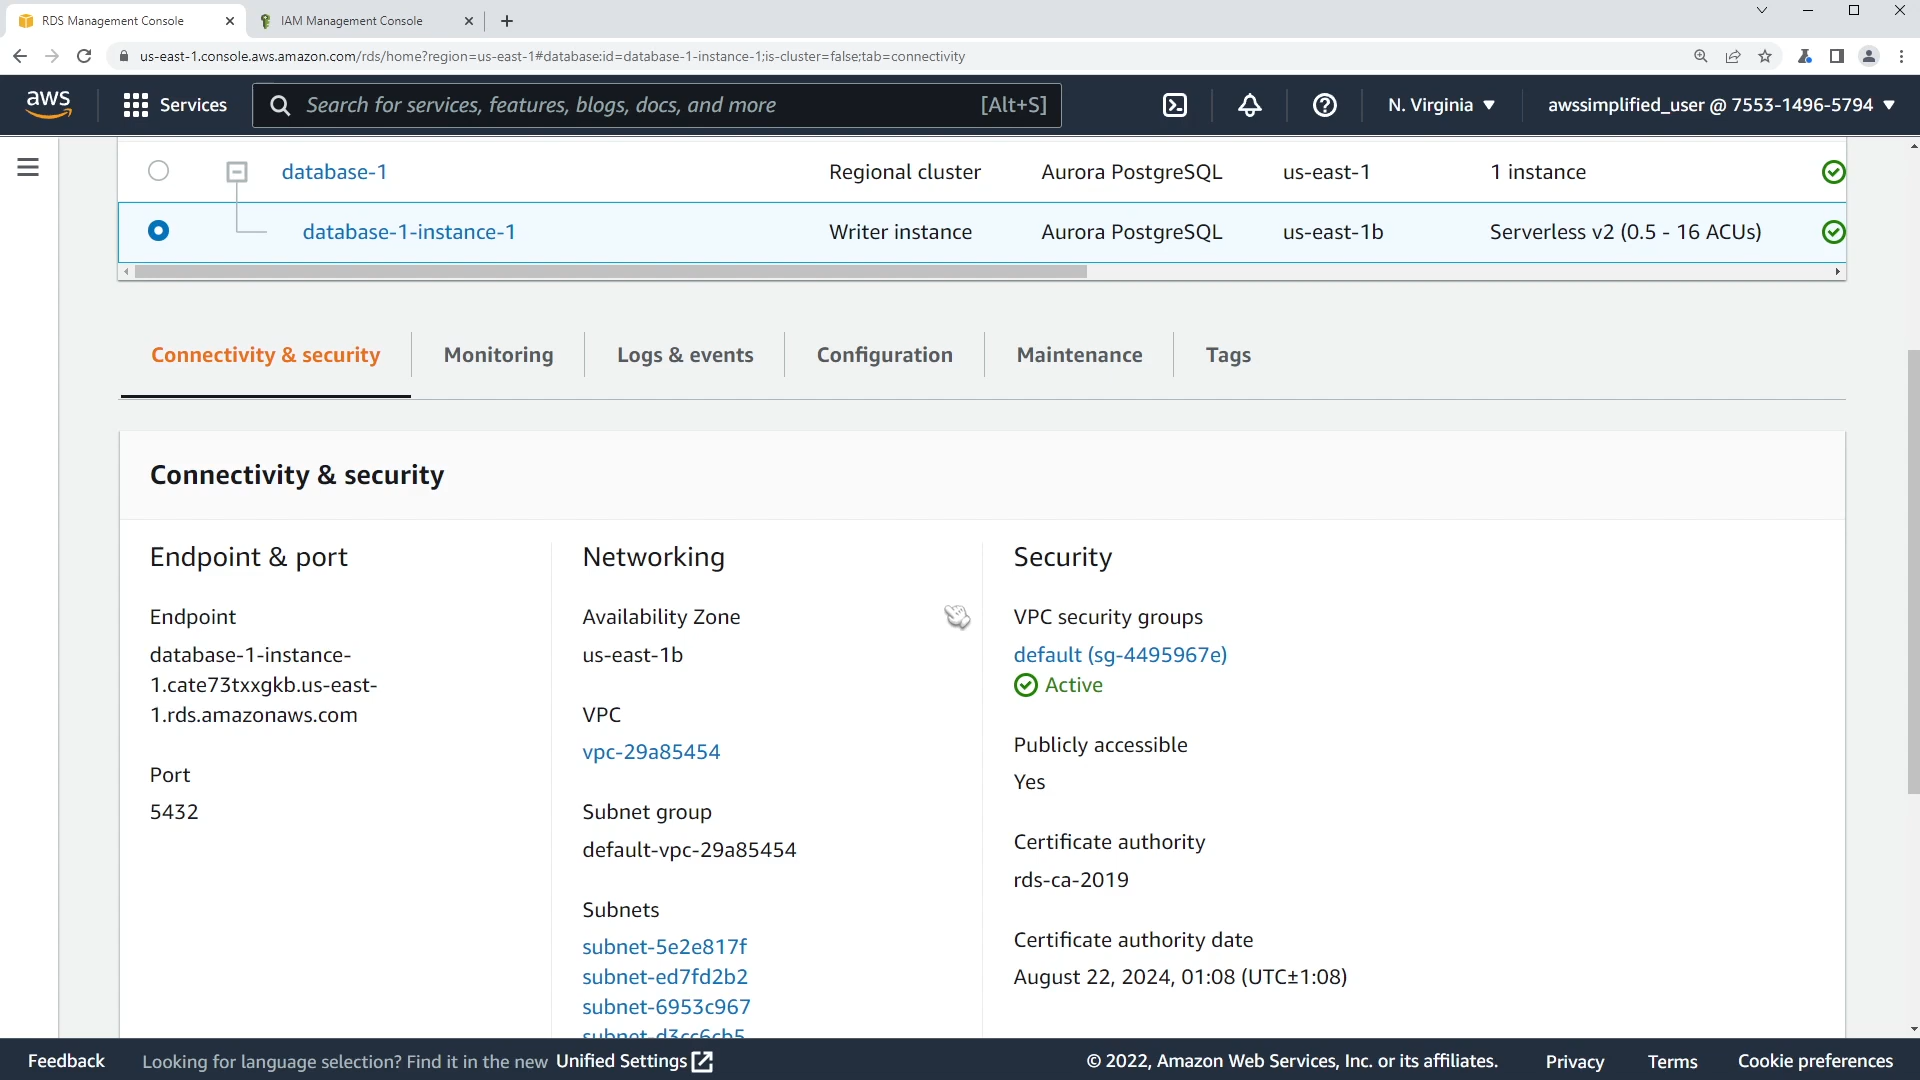 RDS Management Console
IAM Management Console
us-east-1.console.aws.amazon.com/rds/home?region=us-east-1#database:id=database-1-instance-1;is-cluster=false;tab=connectivity
aws
Services
Search for services, features, blogs, docs, and more
[Alt+S]
N. Virginia
awssimplified_user @ 7553-1496-5794
database-1
Regional cluster
Aurora PostgreSQL
us-east-1
1 instance
database-1-instance-1
Writer instance
Aurora PostgreSQL
us-east-1b
Serverless v2 (0.5 - 16 ACUs)
Connectivity & security
Monitoring
Logs & events
Configuration
Maintenance
Tags
Connectivity & security
Endpoint & port
Endpoint
database-1-instance-
1.cate73txxgkb.us-east-
1.rds.amazonaws.com
Port
5432
Networking
Availability Zone
us-east-1b
VPC
vpc-29a85454
Subnet group
default-vpc-29a85454
Subnets
subnet-5e2e817f
subnet-ed7fd2b2
subnet-6953c967
subnet-d3cc6cb5
Security
VPC security groups
default (sg-4495967e)
Active
Publicly accessible
Yes
Certificate authority
rds-ca-2019
Certificate authority date
August 22, 2024, 01:08 (UTC±1:08)
Feedback
Looking for language selection? Find it in the new Unified Settings
© 2022, Amazon Web Services, Inc. or its affiliates.
Privacy
Terms
Cookie preferences